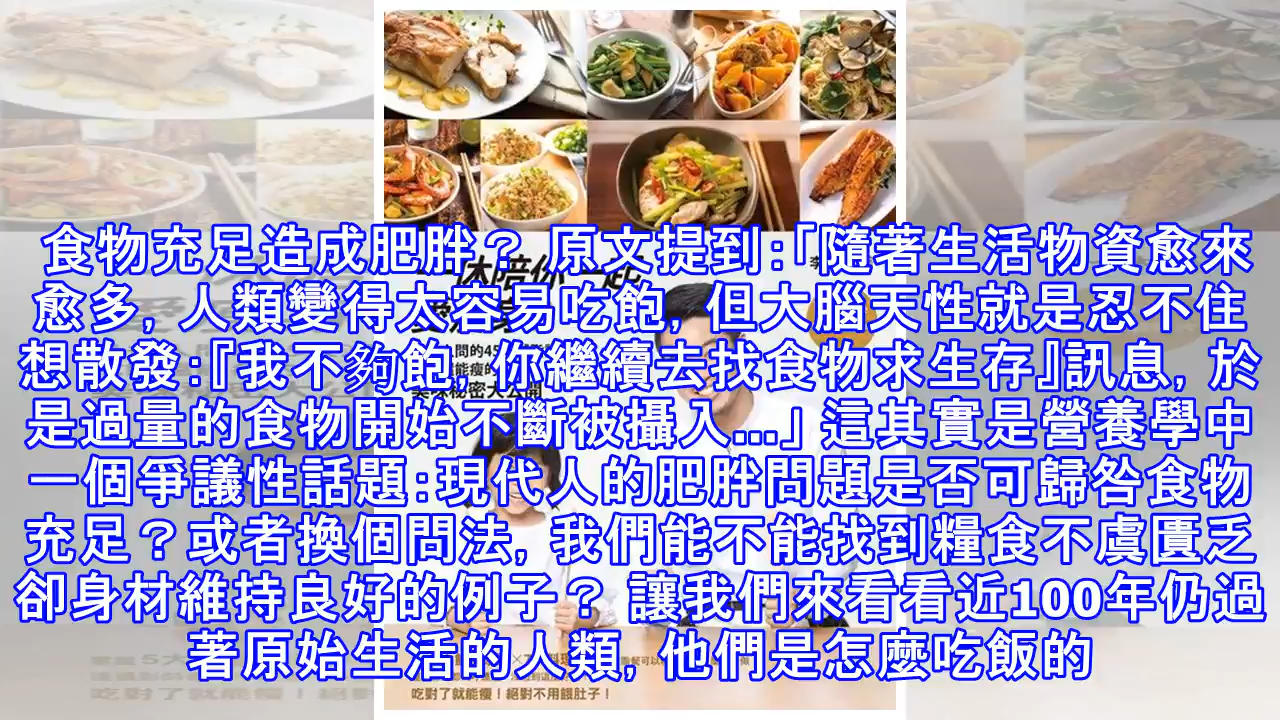 食物充足造成肥胖？ 原文提到:「隨著生活物資愈來
愈多, 人類變得太容易吃飽, 但大腦天性就是忍不住
想散發:『我不夠飽, 你繼續去找食物求生存』訊息, 於
是過量的食物開始不斷被攝入...」這其實是營養學中
一個爭議性話題:現代人的肥胖問題是否可歸咎食物
充足？或者換個問法, 我們能不能找到糧食不虞匱乏
卻身材維持良好的例子？ 讓我們來看看近100年仍過
著原始生活的人類, 他們是怎麼吃飯的
吃對了就能瘦！絕對不用餓肚子！